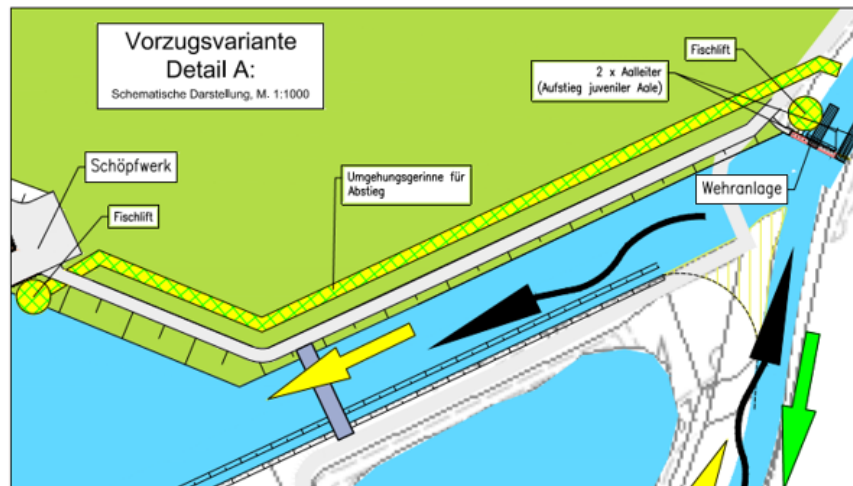 Vorzugsvariante
Detail A:
Schematische Darstellung, M. 1:1000
Fischlift
2 x Aalleiter
(Aufstieg juveniler Aale)
Schöpfwerk
Umgehungsgerinne für
Abstieg
Wehranlage
Fischlift